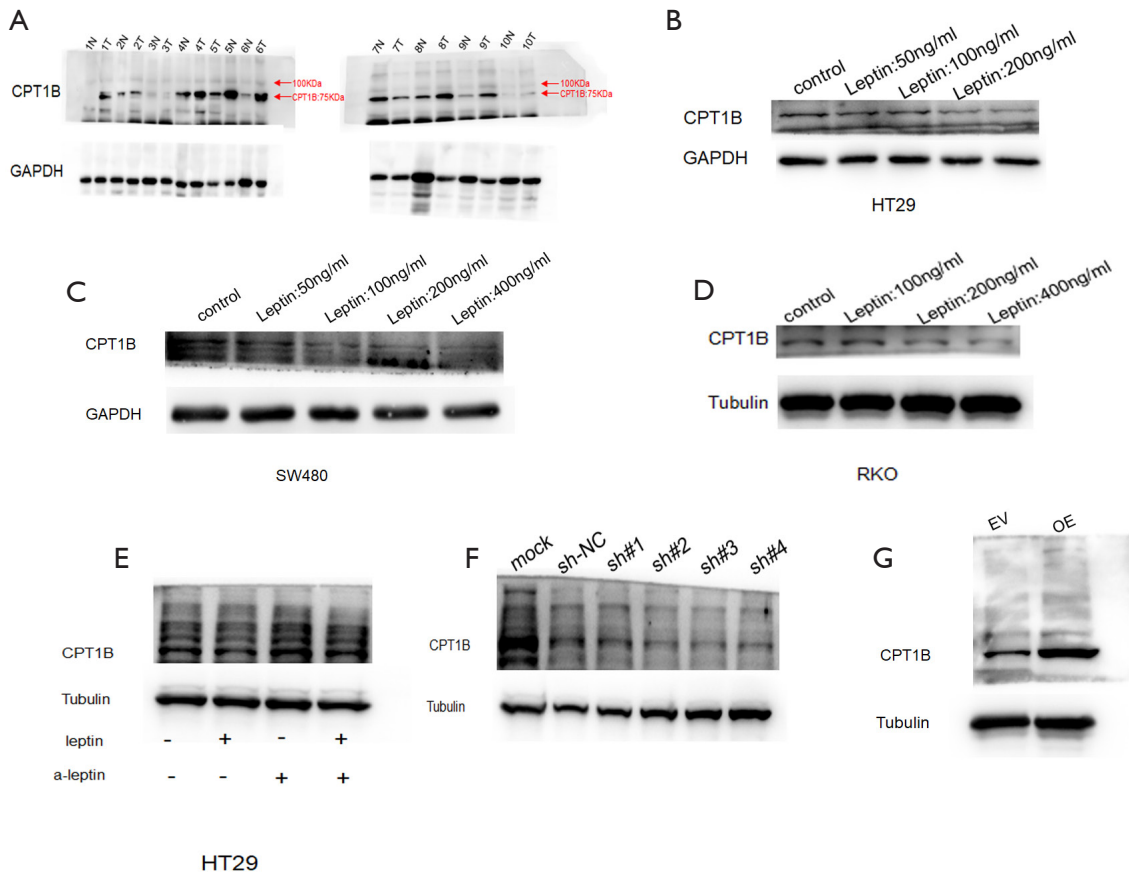 A
1N 1T 2N 2T 3N 3T 4N 4T 5T 5N 6N 6T
7N 7T 8N 8T 9N 9T 10N 10T
CPT1B
100KDa
CPT1B:75KDa
100KDa
CPT1B:75KDa
GAPDH
B
control Leptin:50ng/ml Leptin:100ng/ml Leptin:200ng/ml
CPT1B
GAPDH
HT29
C
control Leptin:50ng/ml Leptin:100ng/ml Leptin:200ng/ml Leptin:400ng/ml
CPT1B
GAPDH
SW480
D
control Leptin:100ng/ml Leptin:200ng/ml Leptin:400ng/ml
CPT1B
Tubulin
RKO
E
CPT1B
Tubulin
leptin - + - +
a-leptin - - + +
HT29
F
mock sh-NC sh#1 sh#2 sh#3 sh#4
CPT1B
Tubulin
G
EV OE
CPT1B
Tubulin